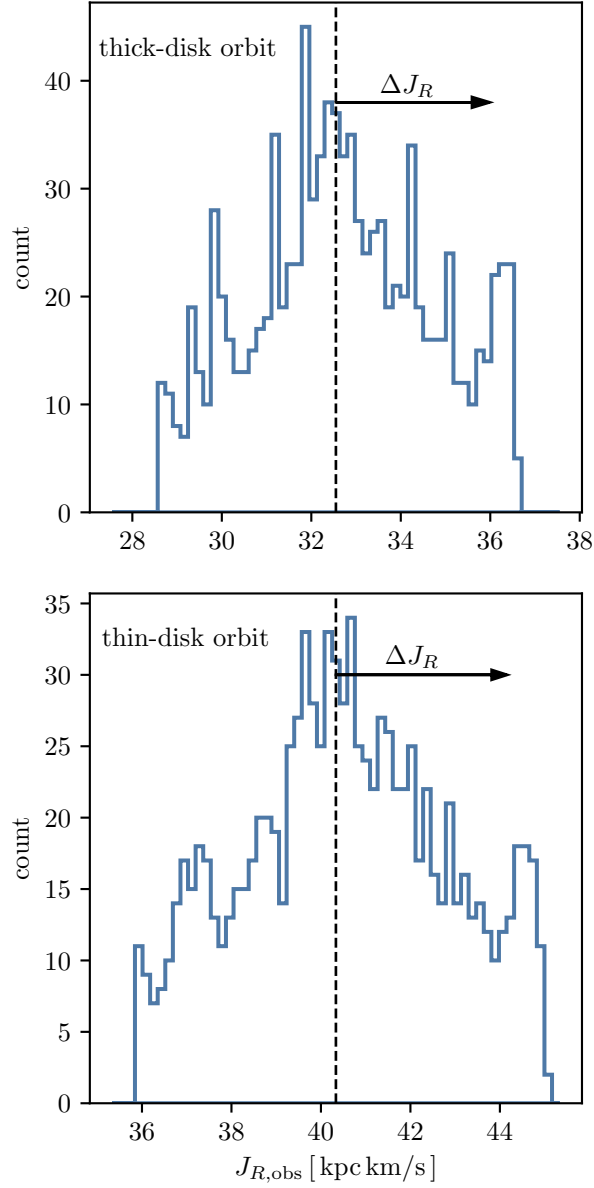 thick-disk orbit
ΔJ_R
count
40
30
20
10
0
28 30 32 34 36 38
thin-disk orbit
ΔJ_R
count
35
30
25
20
15
10
5
0
36 38 40 42 44
J_{R,obs} [kpc km/s]